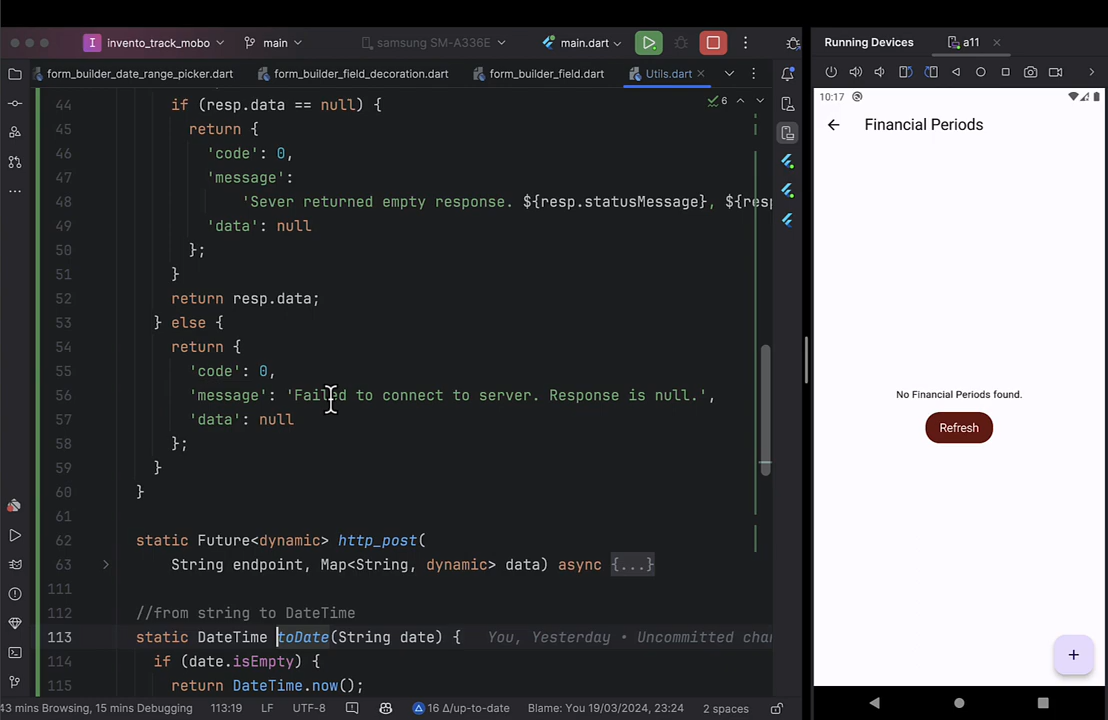 invento_track_mobo
main
samsung SM-A336E
main.dart
Running Devices
a11
form_builder_date_range_picker.dart
form_builder_field_decoration.dart
form_builder_field.dart
Utils.dart
6
44 if (resp.data == null) {
45 return {
46 'code': 0,
47 'message':
48 'Sever returned empty response. ${resp.statusMessage}, ${resp
49 'data': null
50 };
51 }
52 return resp.data;
53 } else {
54 return {
55 'code': 0,
56 'message': 'Failed to connect to server. Response is null.',
57 'data': null
58 };
59 }
60 }
61
62 static Future<dynamic> http_post(
63 String endpoint, Map<String, dynamic> data) async {...}
111
112 //from string to DateTime
113 static DateTime toDate(String date) { You, Yesterday • Uncommitted cha
114 if (date.isEmpty) {
115 return DateTime.now();
43 mins Browsing, 15 mins Debugging
113:19
LF
UTF-8
16 Δ/up-to-date
Blame: You 19/03/2024, 23:24
2 spaces
10:17
Financial Periods
No Financial Periods found.
Refresh
+